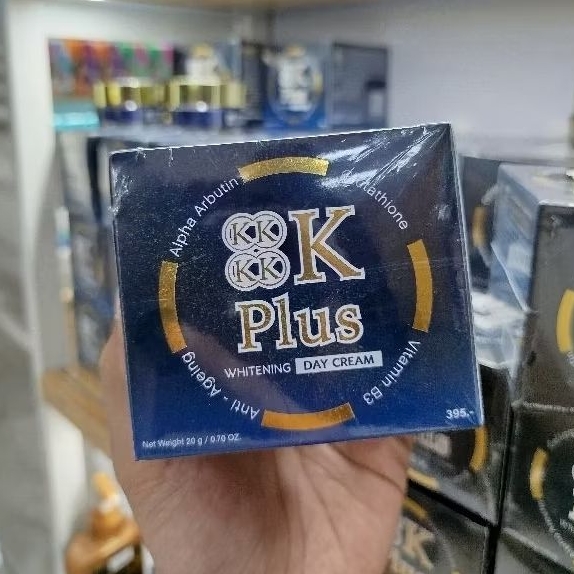 Alpha Arbutin
KK
KK
K
Plus
WHITENING DAY CREAM
Vitamin B3
Anti - Ageing
395.-
Net Weight 20 g / 0.70 OZ.